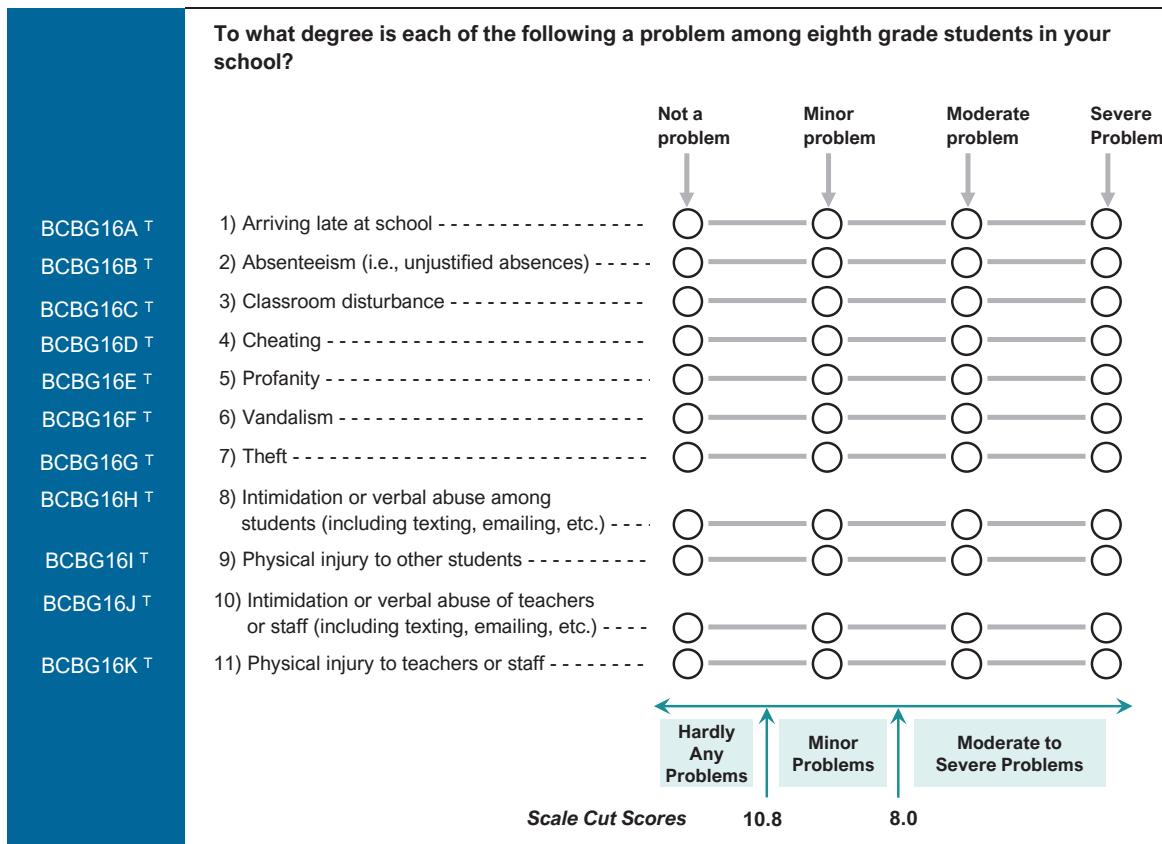 To what degree is each of the following a problem among eighth grade students in your
school?
Not a
problem
Minor
problem
Moderate
problem
Severe
Problem
BCBG16A T
1) Arriving late at school - - - - - - - - - - - - - - - - -
BCBG16B T
2) Absenteeism (i.e., unjustified absences) - - - - -
BCBG16C T
3) Classroom disturbance - - - - - - - - - - - - - - - -
BCBG16D T
4) Cheating - - - - - - - - - - - - - - - - - - - - - - - - - -
BCBG16E T
5) Profanity - - - - - - - - - - - - - - - - - - - - - - - - - -
BCBG16F T
6) Vandalism - - - - - - - - - - - - - - - - - - - - - - - - -
BCBG16G T
7) Theft - - - - - - - - - - - - - - - - - - - - - - - - - - - - -
BCBG16H T
8) Intimidation or verbal abuse among
students (including texting, emailing, etc.) - - - -
BCBG16I T
9) Physical injury to other students - - - - - - - - - -
BCBG16J T
10) Intimidation or verbal abuse of teachers
or staff (including texting, emailing, etc.) - - - -
BCBG16K T
11) Physical injury to teachers or staff - - - - - - - -
Hardly
Any
Problems
Minor
Problems
Moderate to
Severe Problems
Scale Cut Scores 10.8 8.0